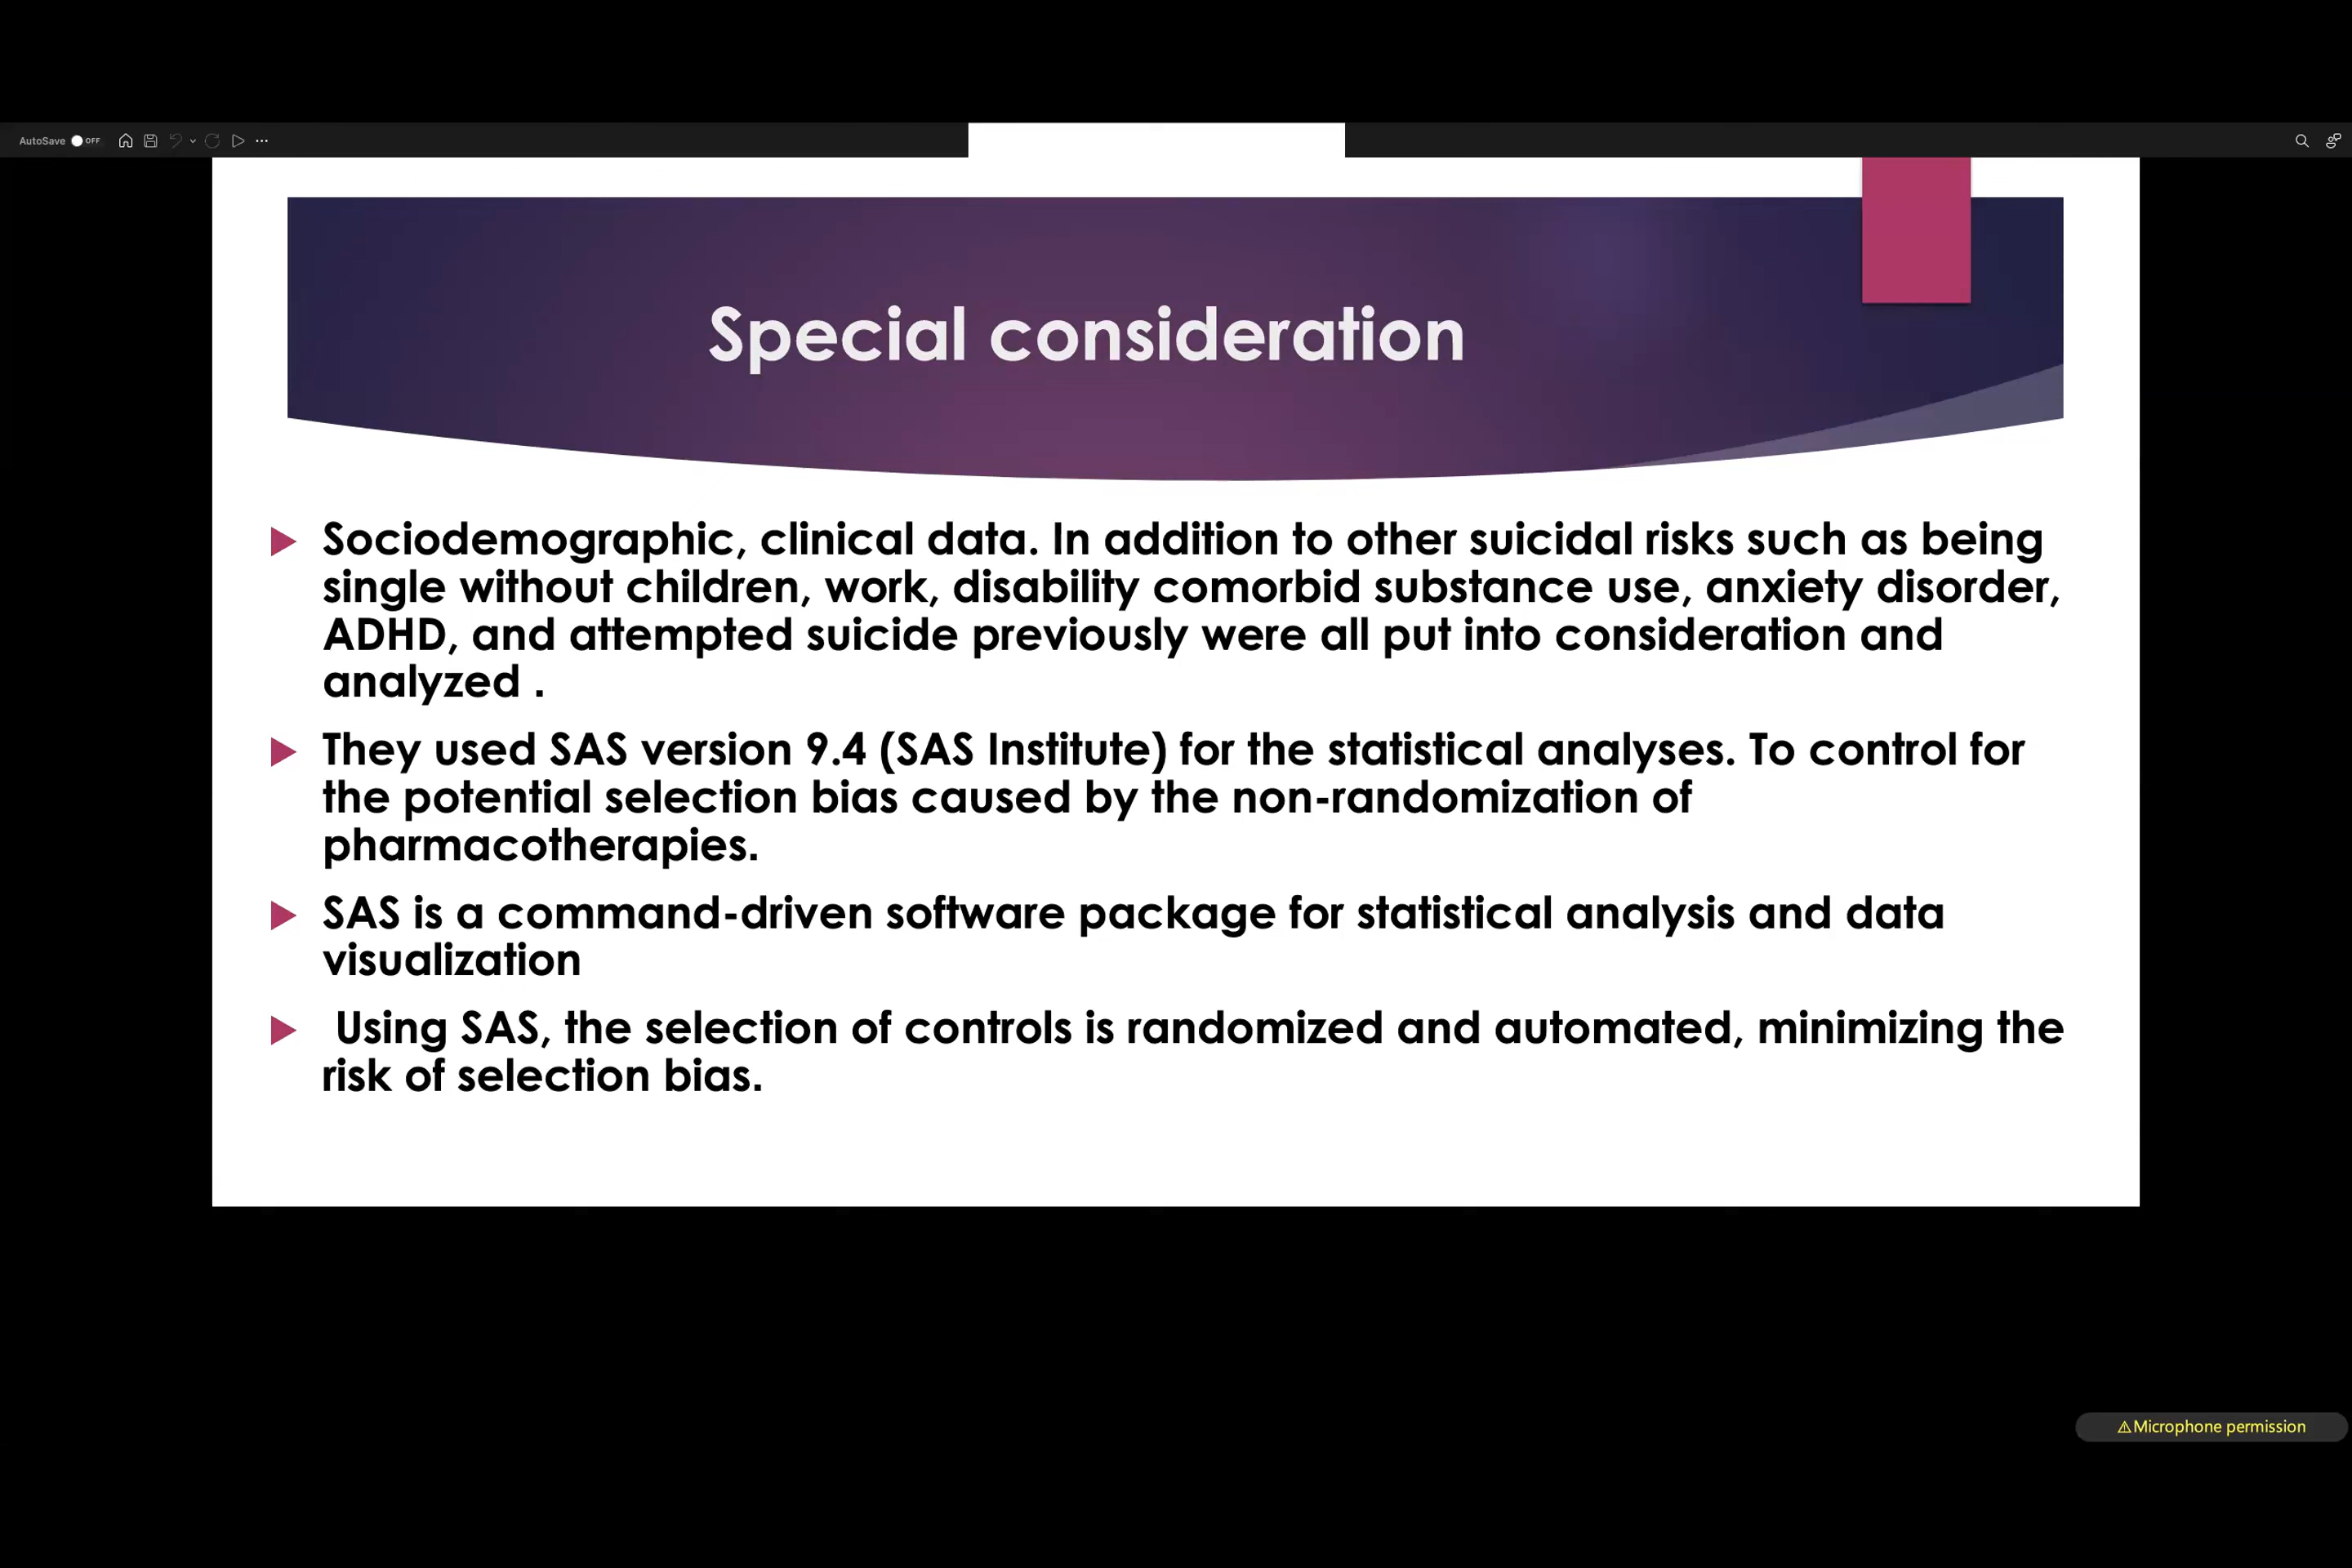 AutoSave OFF
Special consideration
Sociodemographic, clinical data. In addition to other suicidal risks such as being
single without children, work, disability comorbid substance use, anxiety disorder,
ADHD, and attempted suicide previously were all put into consideration and
analyzed .
They used SAS version 9.4 (SAS Institute) for the statistical analyses. To control for
the potential selection bias caused by the non-randomization of
pharmacotherapies.
SAS is a command-driven software package for statistical analysis and data
visualization
Using SAS, the selection of controls is randomized and automated, minimizing the
risk of selection bias.
Microphone permission